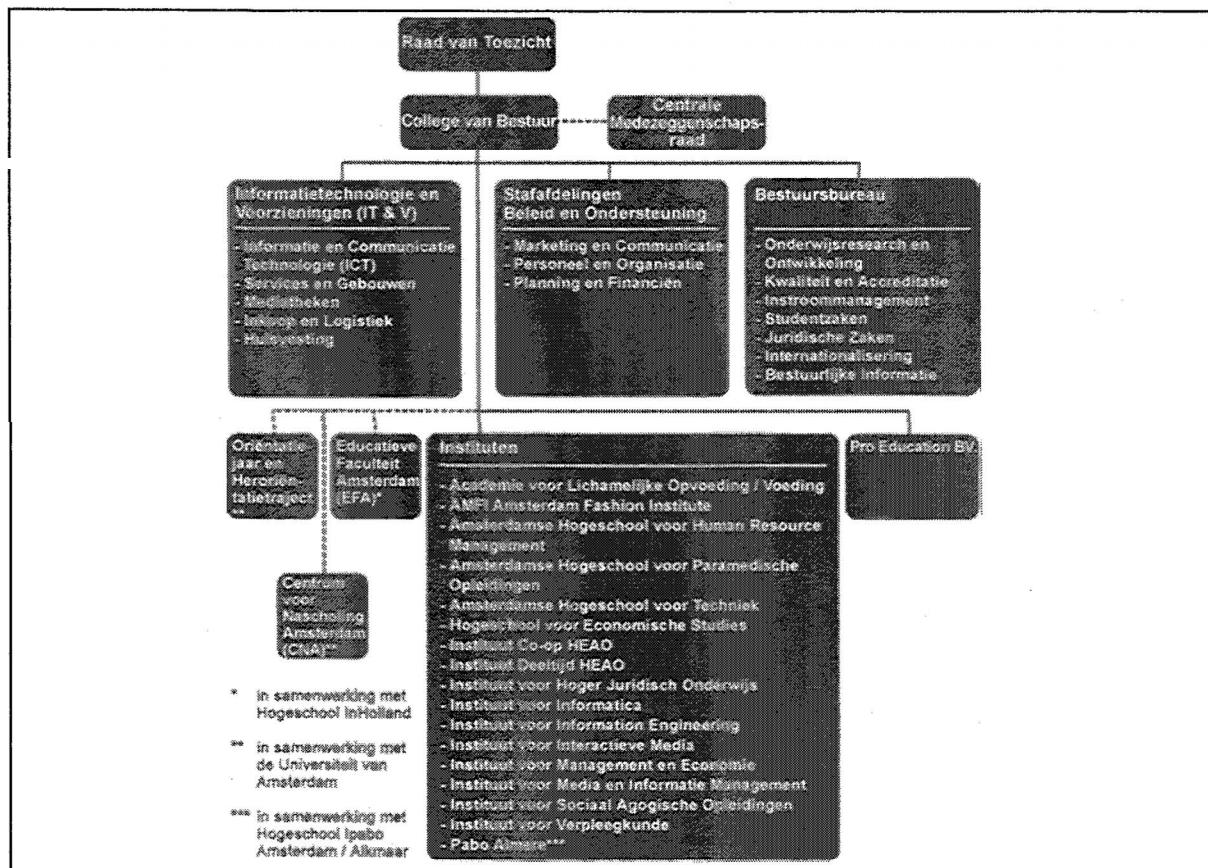 Raad van Toezicht
College van Bestuur
Centrale
Medezeggenschaps-
raad
Informatietechnologie en
Voorzieningen (IT & V)
- Informatie en Communicatie
Technologie (ICT)
- Services en Gebouwen
- Mediatheken
- Inkoop en Logistiek
- Huisvesting
Stafafdelingen
Beleid en Ondersteuning
- Marketing en Communicatie
- Personeel en Organisatie
- Planning en Financiën
Bestuursbureau
- Onderwijsresearch en
Ontwikkeling
- Kwaliteit en Accreditatie
- Instroommanagement
- Studentzaken
- Juridische Zaken
- Internationalisering
- Bestuurlijke Informatie
Oriëntatie
jaar en
Heroriën-
tatietraject
**
Educatieve
Faculteit
Amsterdam
(EFA)*
Centrum
voor
Nascholing
Amsterdam
(CNA)**
Instituten
- Academie voor Lichamelijke Opvoeding / Voeding
- AMFI Amsterdam Fashion Institute
- Amsterdamse Hogeschool voor Human Resource
Management
- Amsterdamse Hogeschool voor Paramedische
Opleidingen
- Amsterdamse Hogeschool voor Techniek
- Hogeschool voor Economische Studies
- Instituut Co-op HEAO
- Instituut Deeltijd HEAO
- Instituut voor Hoger Juridisch Onderwijs
- Instituut voor Informatica
- Instituut voor Information Engineering
- Instituut voor Interactieve Media
- Instituut voor Management en Economie
- Instituut voor Media en Informatie Management
- Instituut voor Sociaal Agogische Opleidingen
- Instituut voor Verpleegkunde
- Pabo Almere***
Pro Education BV.
* in samenwerking met
Hogeschool InHolland
** in samenwerking met
de Universiteit van
Amsterdam
*** in samenwerking met
Hogeschool Ipabo
Amsterdam / Alkmaar